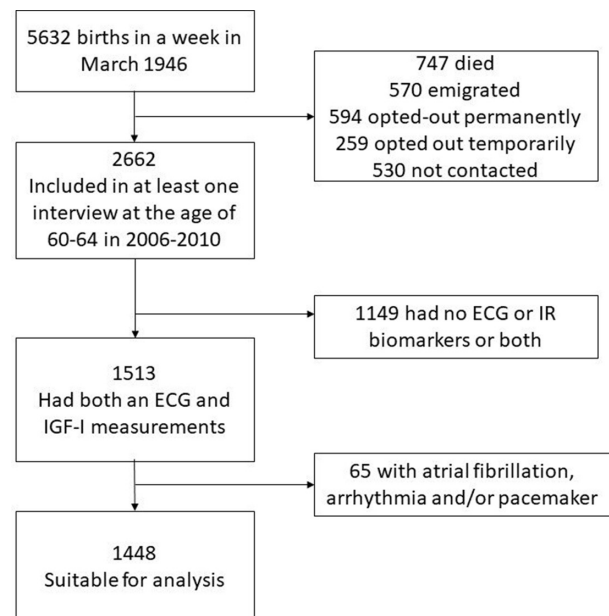 5632 births in a week in
March 1946
747 died
570 emigrated
594 opted-out permanently
259 opted out temporarily
530 not contacted
2662
Included in at least one
interview at the age of
60-64 in 2006-2010
1149 had no ECG or IR
biomarkers or both
1513
Had both an ECG and
IGF-I measurements
65 with atrial fibrillation,
arrhythmia and/or pacemaker
1448
Suitable for analysis